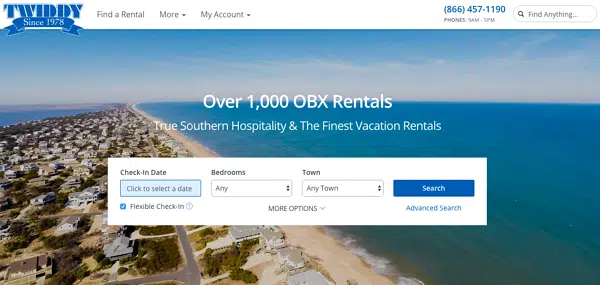 TWIDDY
Since 1978
Find a Rental
More
My Account
(866) 457-1190
PHONES: 9AM - 5PM
Find Anything...
Over 1,000 OBX Rentals
True Southern Hospitality & The Finest Vacation Rentals
Check-In Date
Bedrooms
Town
Click to select a date
Any
Any Town
Search
Flexible Check-In ?
MORE OPTIONS
Advanced Search